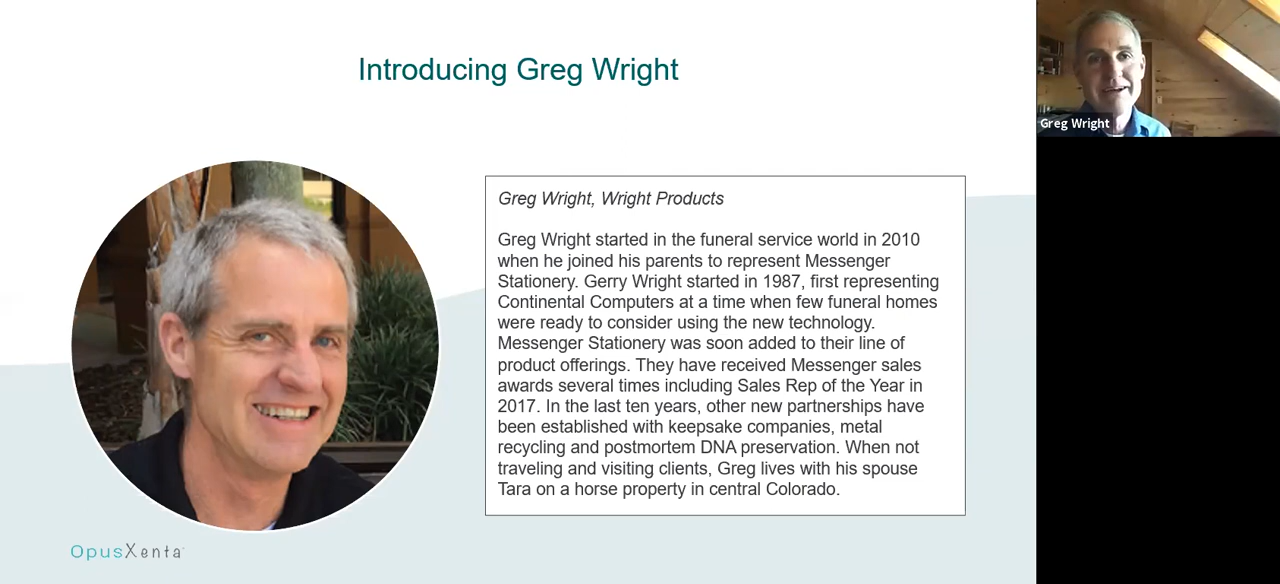 Introducing Greg Wright
Greg Wright
Greg Wright, Wright Products
Greg Wright started in the funeral service world in 2010
when he joined his parents to represent Messenger
Stationery. Gerry Wright started in 1987, first representing
Continental Computers at a time when few funeral homes
were ready to consider using the new technology.
Messenger Stationery was soon added to their line of
product offerings. They have received Messenger sales
awards several times including Sales Rep of the Year in
2017. In the last ten years, other new partnerships have
been established with keepsake companies, metal
recycling and postmortem DNA preservation. When not
traveling and visiting clients, Greg lives with his spouse
Tara on a horse property in central Colorado.
OpusXenta